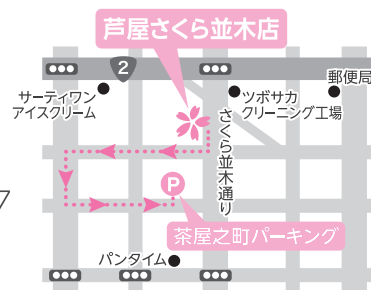 芦屋さくら並木店
2
郵便局
サーティワン
アイスクリーム
ツボサカ
クリーニング工場
さくら並木通り
P
茶屋之町パーキング
パンタイム